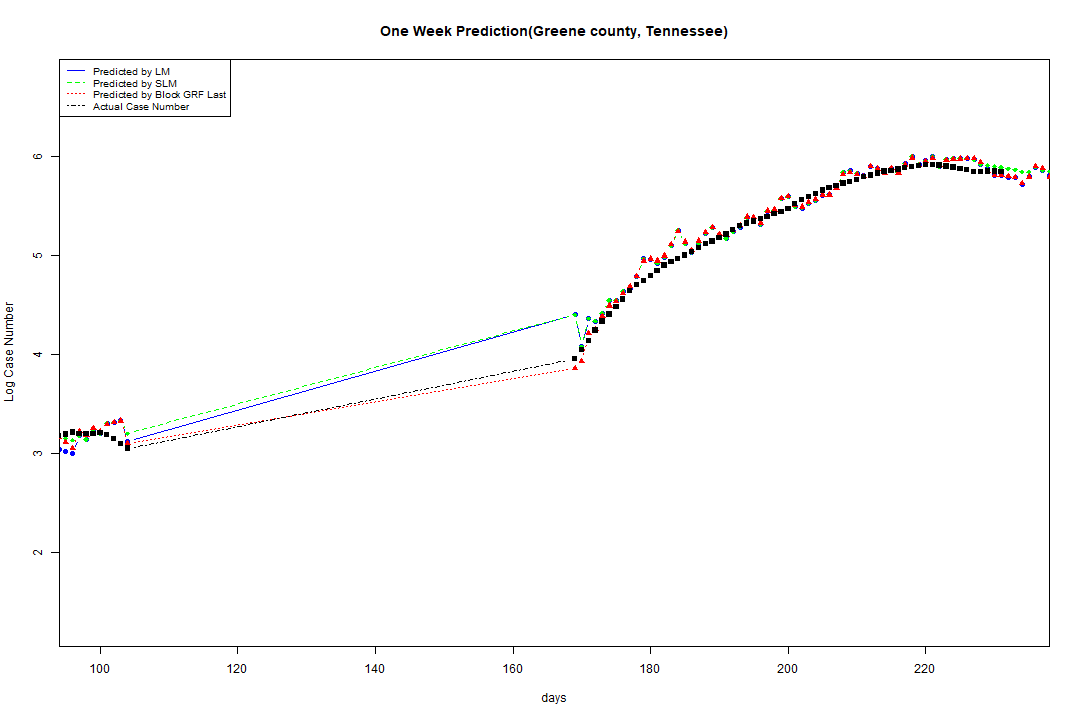 One Week Prediction(Greene county, Tennessee)
Predicted by LM
Predicted by SLM
Predicted by Block GRF Last
Actual Case Number
6
5
4
3
2
Log Case Number
100 120 140 160 180 200 220
days